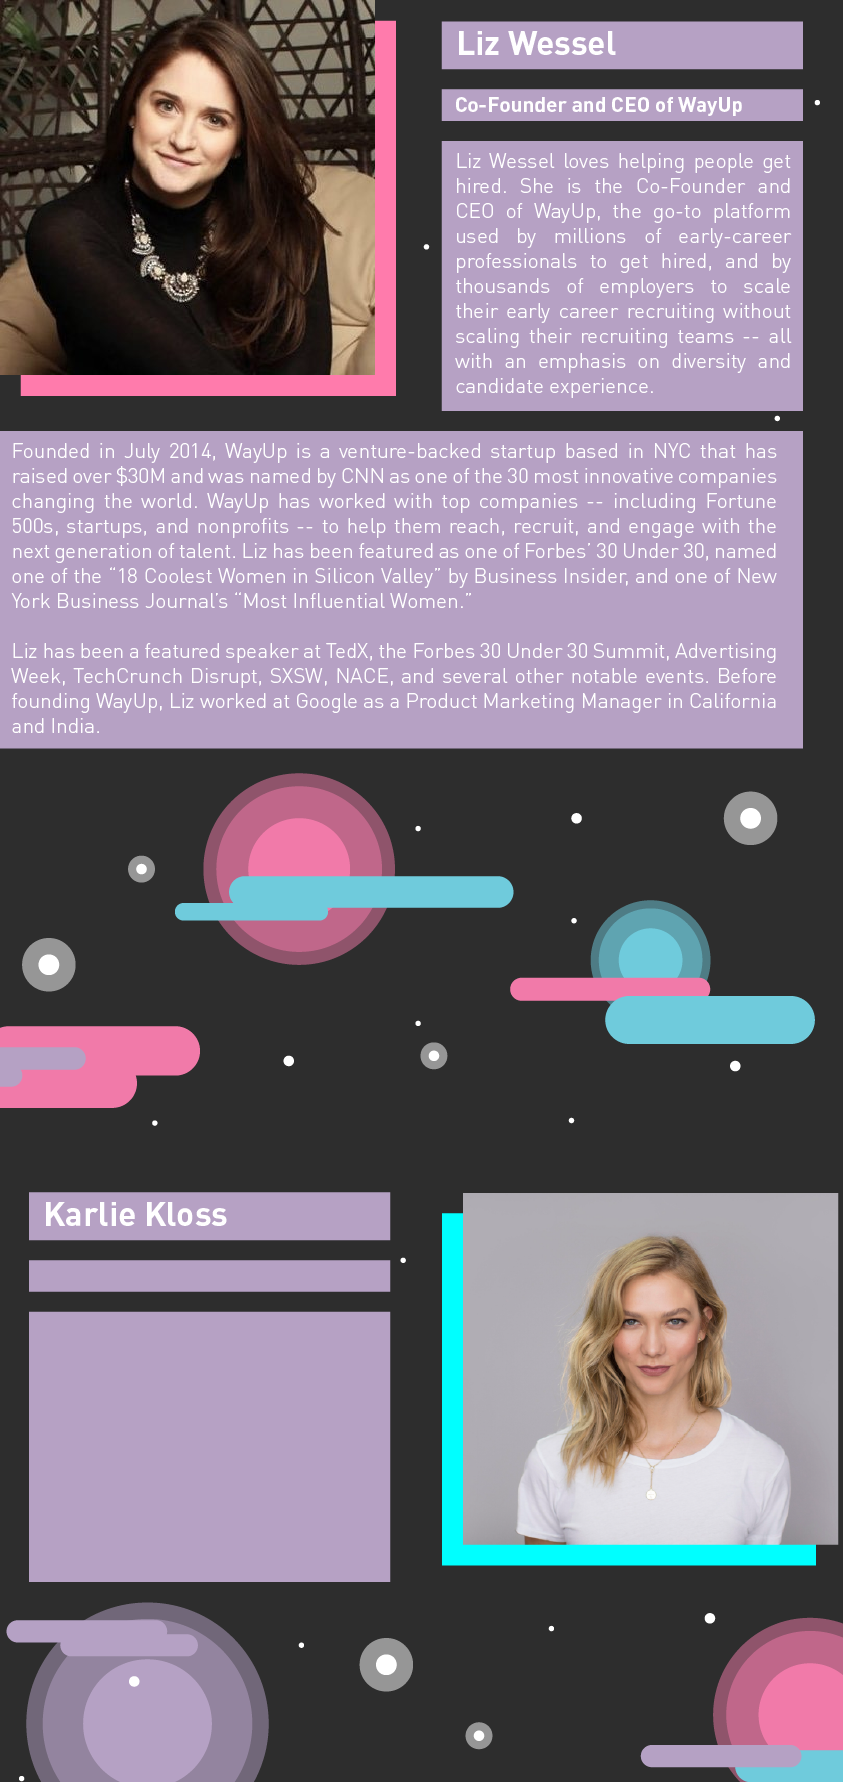 Liz Wessel
Co-Founder and CEO of WayUp
Liz Wessel loves helping people get
hired. She is the Co-Founder and
CEO of WayUp, the go-to platform
used by millions of early-career
professionals to get hired, and by
thousands of employers to scale
their early career recruiting without
scaling their recruiting teams -- all
with an emphasis on diversity and
candidate experience.
Founded in July 2014, WayUp is a venture-backed startup based in NYC that has
raised over $30M and was named by CNN as one of the 30 most innovative companies
changing the world. WayUp has worked with top companies -- including Fortune
500s, startups, and nonprofits -- to help them reach, recruit, and engage with the
next generation of talent. Liz has been featured as one of Forbes’ 30 Under 30, named
one of the “18 Coolest Women in Silicon Valley” by Business Insider, and one of New
York Business Journal’s “Most Influential Women.”
Liz has been a featured speaker at TedX, the Forbes 30 Under 30 Summit, Advertising
Week, TechCrunch Disrupt, SXSW, NACE, and several other notable events. Before
founding WayUp, Liz worked at Google as a Product Marketing Manager in California
and India.
Karlie Kloss